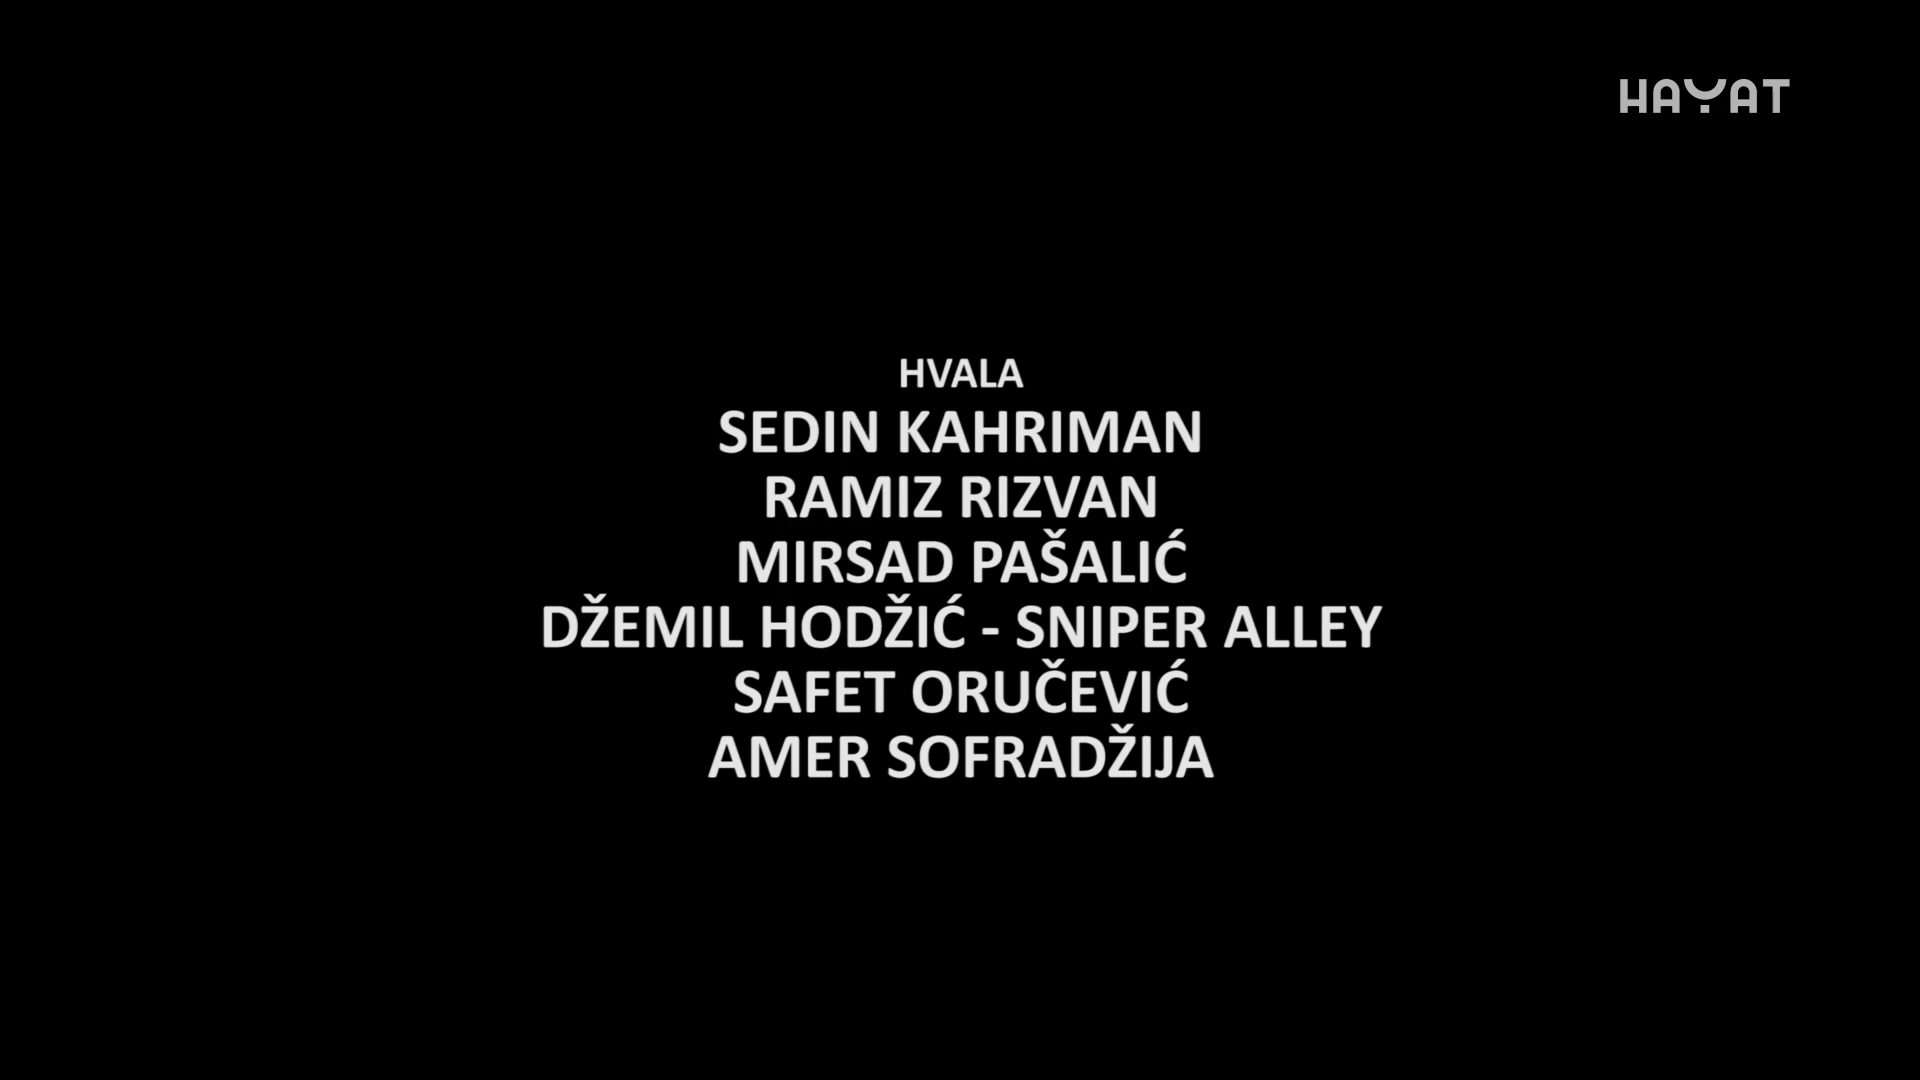 HAYAT
HVALA
SEDIN KAHRIMAN
RAMIZ RIZVAN
MIRSAD PAŠALIĆ
DŽEMIL HODŽIĆ - SNIPER ALLEY
SAFET ORUČEVIĆ
AMER SOFRADŽIJA